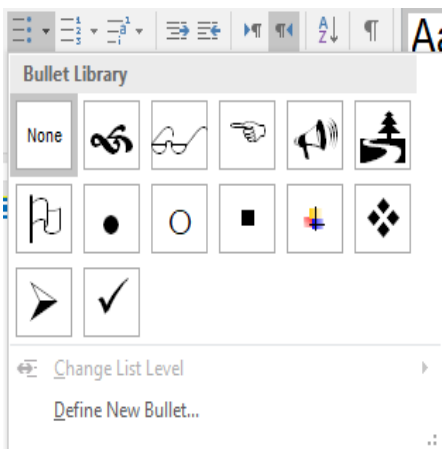 Aa
Bullet Library
None
Change List Level
Define New Bullet...